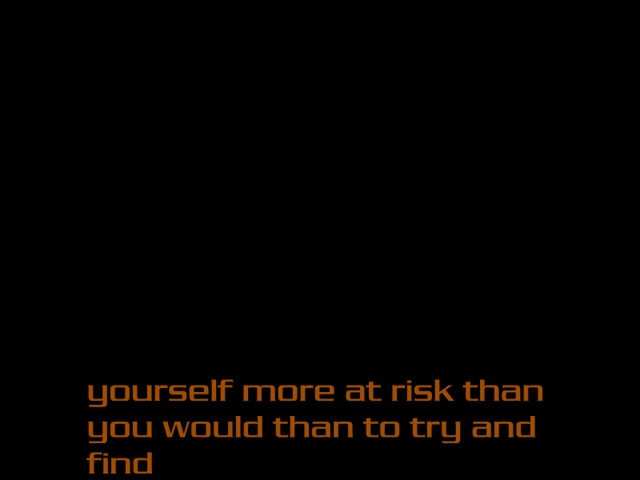 yourself more at risk than
you would than to try and
find